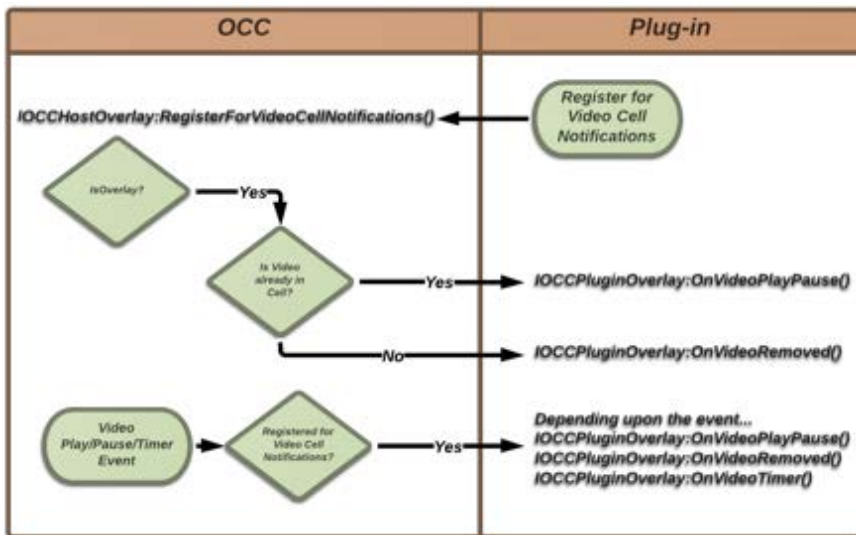 OCC
Plug-in
IOCCHostOverlay:RegisterForVideoCellNotifications()
Register for
Video Cell
Notifications
IsOverlay?
Yes
Is Video
already in
Cell?
Yes
IOCCPluginOverlay:OnVideoPlayPause()
No
IOCCPluginOverlay:OnVideoRemoved()
Video
Play/Pause/Timer
Event
Registered for
Video Cell
Notifications?
Yes
Depending upon the event...
IOCCPluginOverlay:OnVideoPlayPause()
IOCCPluginOverlay:OnVideoRemoved()
IOCCPluginOverlay:OnVideoTimer()